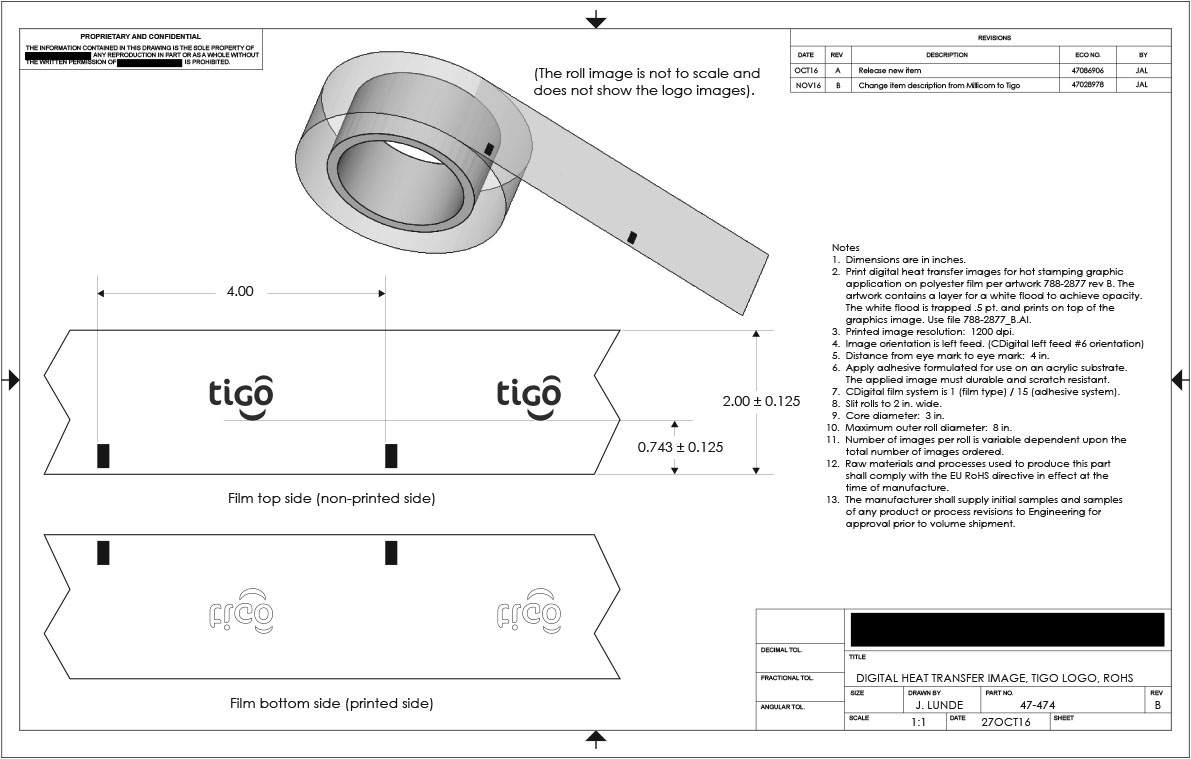 PROPRIETARY AND CONFIDENTIAL
THE INFORMATION CONTAINED IN THIS DRAWING IS THE SOLE PROPERTY OF
ANY REPRODUCTION IN PART OR AS A WHOLE WITHOUT
THE WRITTEN PERMISSION OF IS PROHIBITED.
(The roll image is not to scale and
does not show the logo images).
REVISIONS
DATE REV DESCRIPTION ECO NO. BY
OCT16 A Release new item 47086906 JAL
NOV16 B Change item description from Millicom to Tigo 47028978 JAL
Notes
1. Dimensions are in inches.
2. Print digital heat transfer images for hot stamping graphic
application on polyester film per artwork 788-2877 rev B. The
artwork contains a layer for a white flood to achieve opacity.
The white flood is trapped .5 pt. and prints on top of the
graphics image. Use file 788-2877_B.AI.
3. Printed image resolution: 1200 dpi.
4. Image orientation is left feed. (CDigital left feed #6 orientation)
5. Distance from eye mark to eye mark: 4 in.
6. Apply adhesive formulated for use on an acrylic substrate.
The applied image must durable and scratch resistant.
7. CDigital film system is 1 (film type) / 15 (adhesive system).
8. Slit rolls to 2 in. wide.
9. Core diameter: 3 in.
10. Maximum outer roll diameter: 8 in.
11. Number of images per roll is variable dependent upon the
total number of images ordered.
12. Raw materials and processes used to produce this part
shall comply with the EU RoHS directive in effect at the
time of manufacture.
13. The manufacturer shall supply initial samples and samples
of any product or process revisions to Engineering for
approval prior to volume shipment.
4.00
tigo tigo
2.00 ± 0.125
0.743 ± 0.125
Film top side (non-printed side)
tigo tigo
Film bottom side (printed side)
DECIMAL TOL.
FRACTIONAL TOL.
ANGULAR TOL.
TITLE
DIGITAL HEAT TRANSFER IMAGE, TIGO LOGO, ROHS
SIZE DRAWN BY PART NO. REV
J. LUNDE 47-474 B
SCALE 1:1 DATE 27OCT16 SHEET